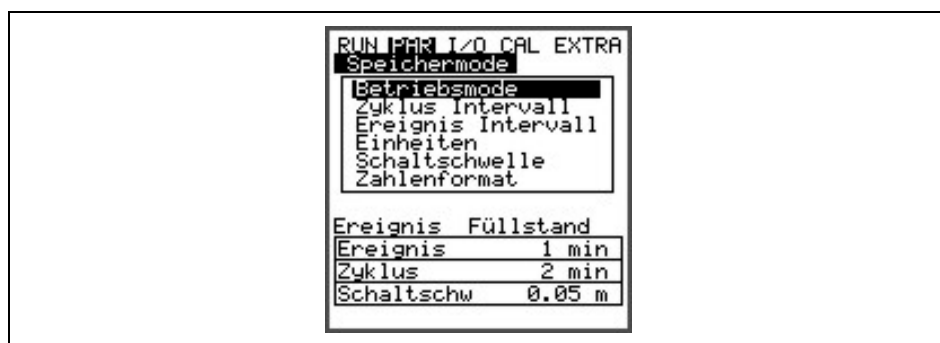 RUN PAR I/O CAL EXTRA
Speichermode
Betriebsmode
Zyklus Intervall
Ereignis Intervall
Einheiten
Schaltschwelle
Zahlenformat
Ereignis Füllstand
Ereignis 1 min
Zyklus 2 min
Schaltschw 0.05 m